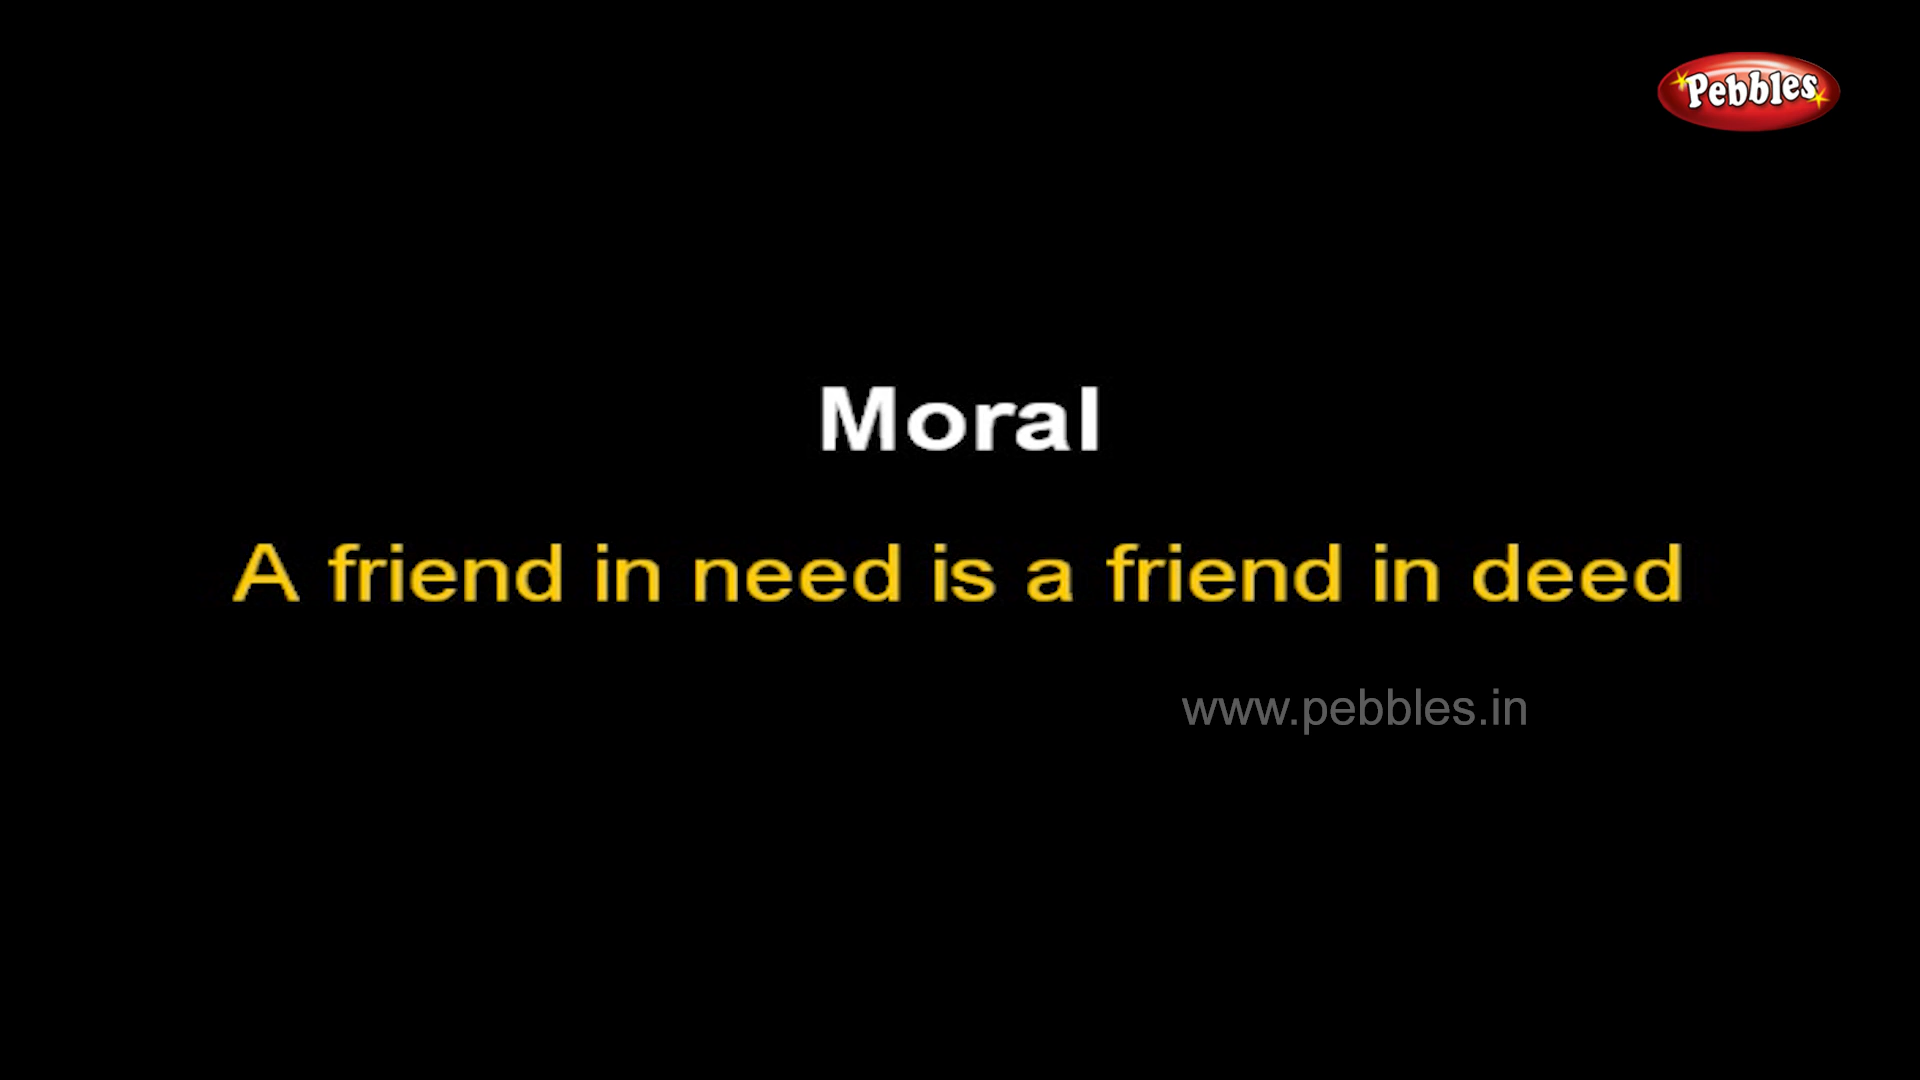 Pebbles
Moral
A friend in need is a friend in deed
www.pebbles.in